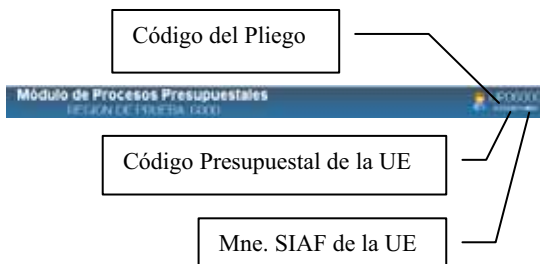 Código del Pliego
Módulo de Procesos Presupuestales
REGION DE PRUEBA 6000
Código Presupuestal de la UE
Mne. SIAF de la UE